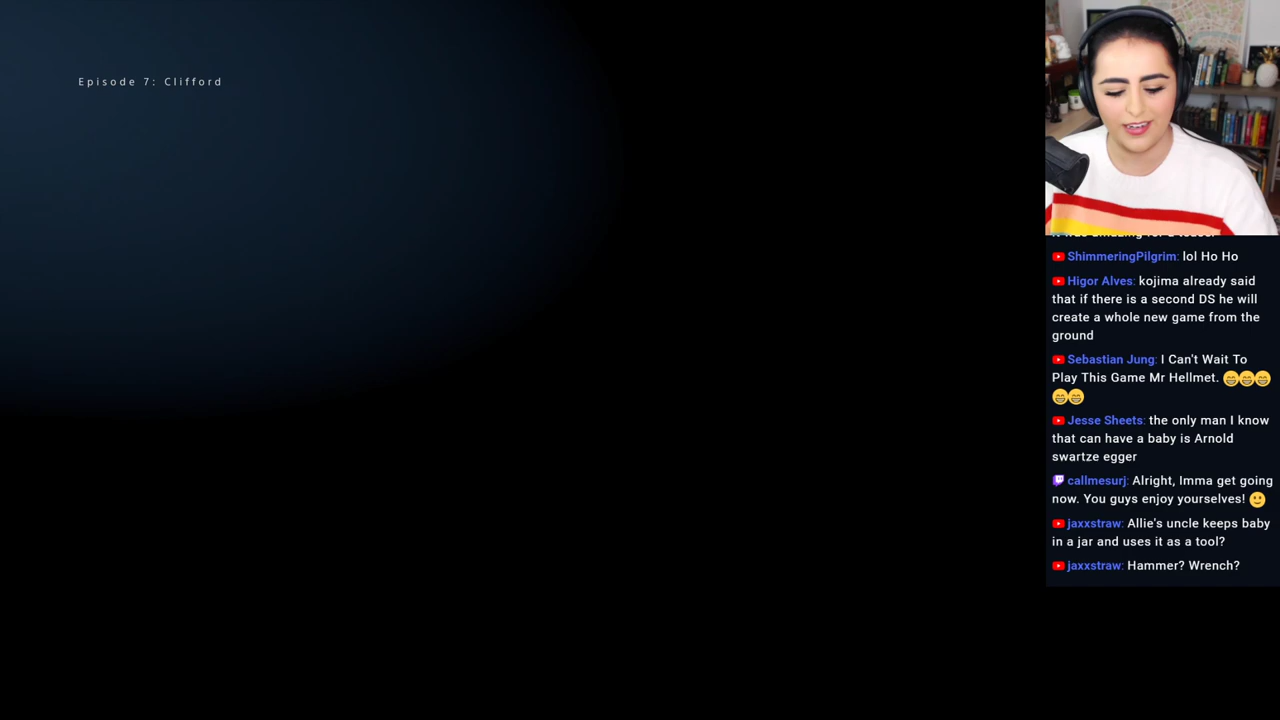 Episode 7: Clifford
ShimmeringPilgrim: lol Ho Ho
Higor Alves: kojima already said
that if there is a second DS he will
create a whole new game from the
ground
Sebastian Jung: I Can't Wait To
Play This Game Mr Hellmet. 😁😁😁
😁😁
Jesse Sheets: the only man I know
that can have a baby is Arnold
swartze egger
callmesurj: Alright, Imma get going
now. You guys enjoy yourselves! 🙂
jaxxstraw: Allie's uncle keeps baby
in a jar and uses it as a tool?
jaxxstraw: Hammer? Wrench?